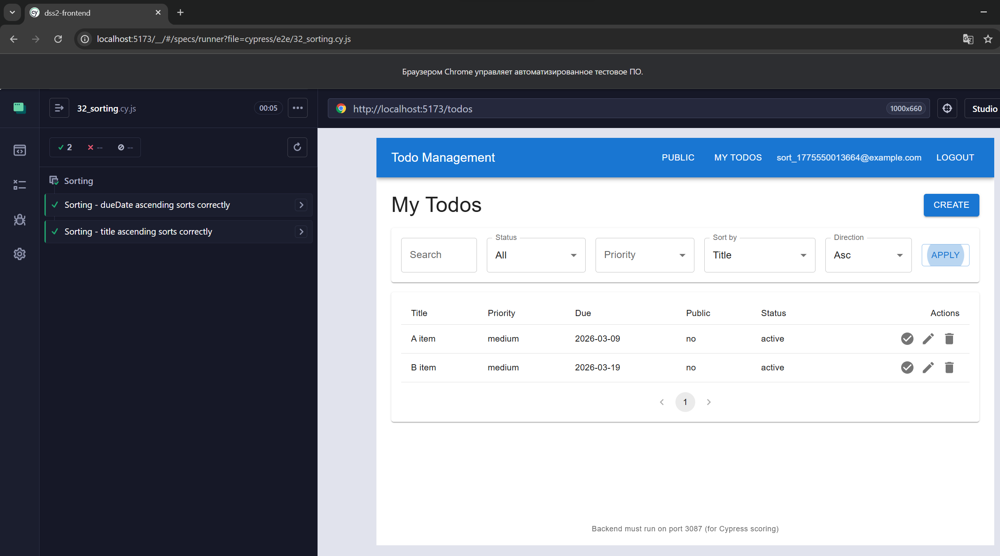 dss2-frontend
localhost:5173/__/#/specs/runner?file=cypress/e2e/32_sorting.cy.js
Браузером Chrome управляет автоматизированное тестовое ПО.
32_sorting.cy.js
00:05
http://localhost:5173/todos
1000x660
Studio
2 -- --
Sorting
Sorting - dueDate ascending sorts correctly
Sorting - title ascending sorts correctly
Todo Management
PUBLIC
MY TODOS
sort_1775550013664@example.com
LOGOUT
My Todos
CREATE
Search
Status
All
Priority
Sort by
Title
Direction
Asc
APPLY
Title Priority Due Public Status Actions
A item medium 2026-03-09 no active
B item medium 2026-03-19 no active
1
Backend must run on port 3087 (for Cypress scoring)